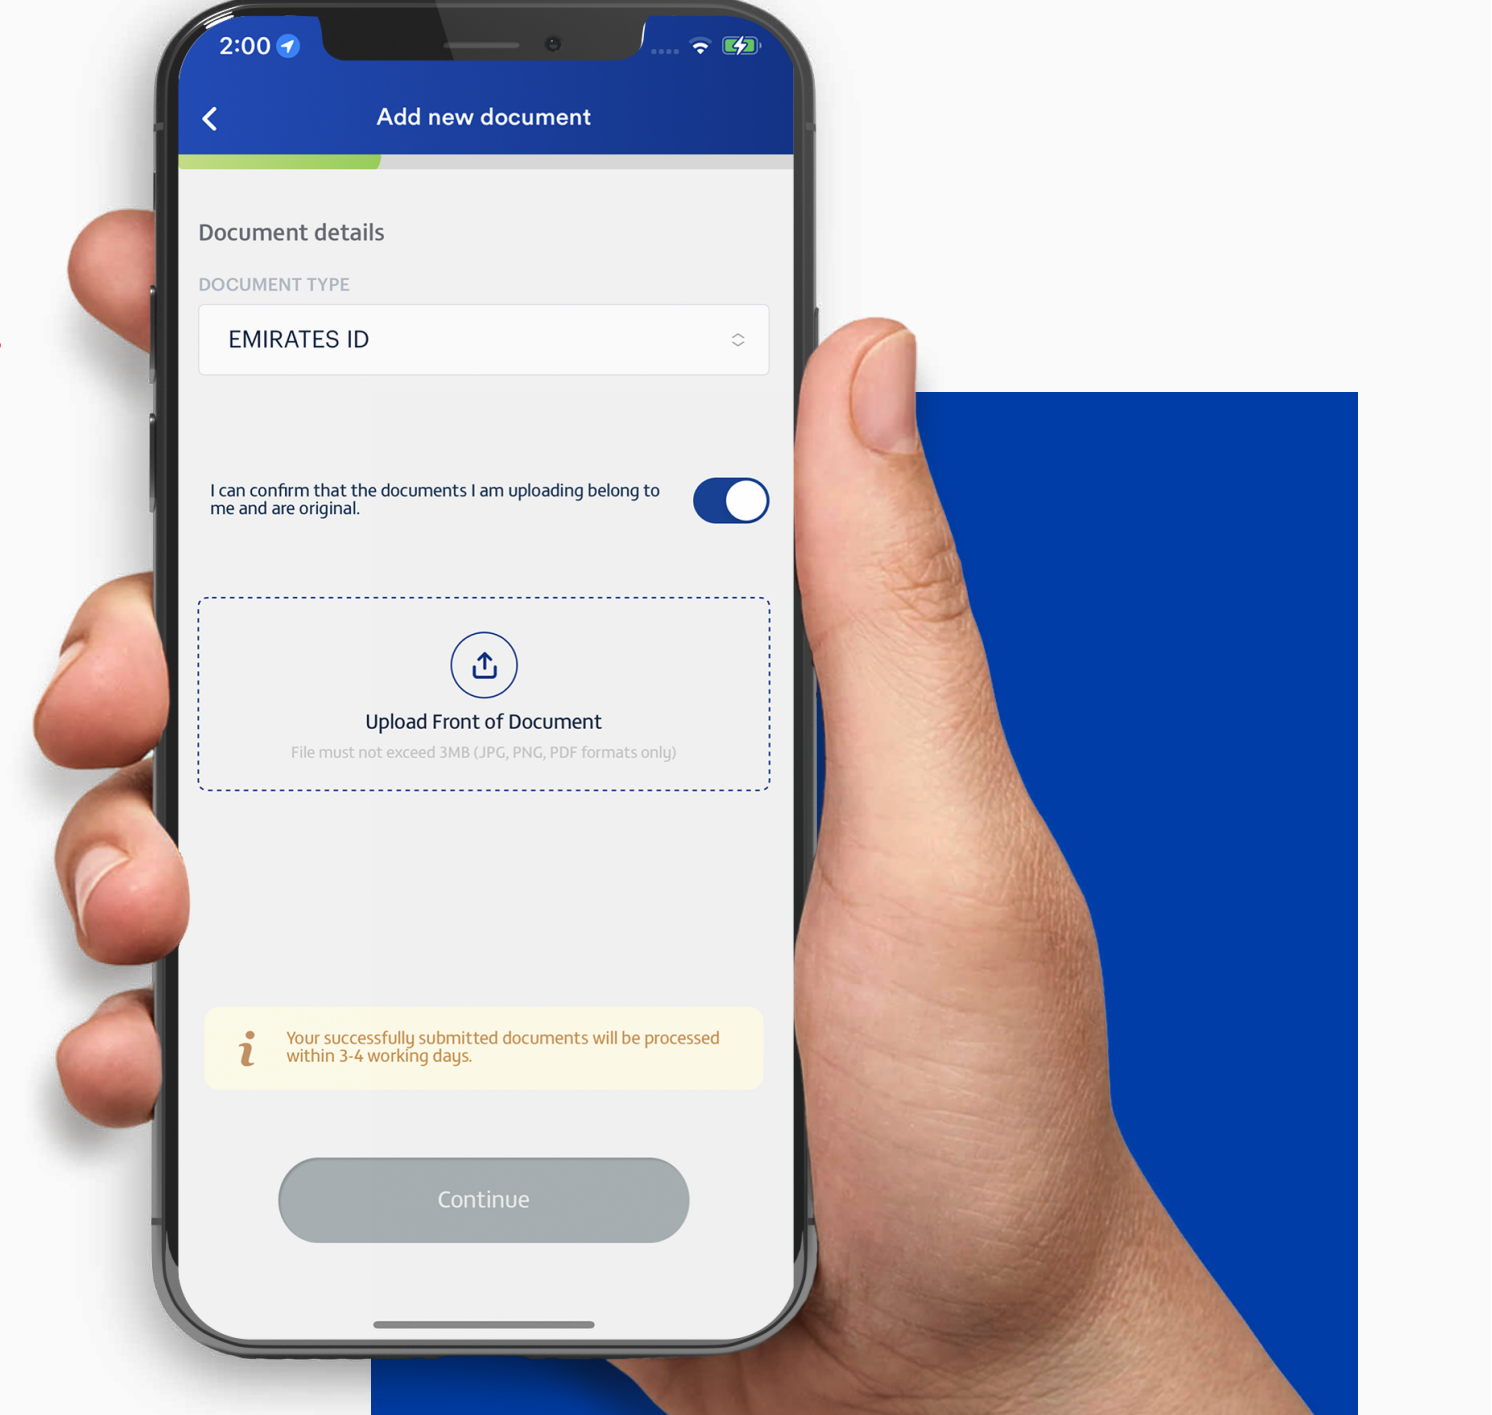 2:00
Add new document
Document details
DOCUMENT TYPE
EMIRATES ID
I can confirm that the documents I am uploading belong to
me and are original.
Upload Front of Document
File must not exceed 3MB (JPG, PNG, PDF formats only)
Your successfully submitted documents will be processed
within 3-4 working days.
Continue